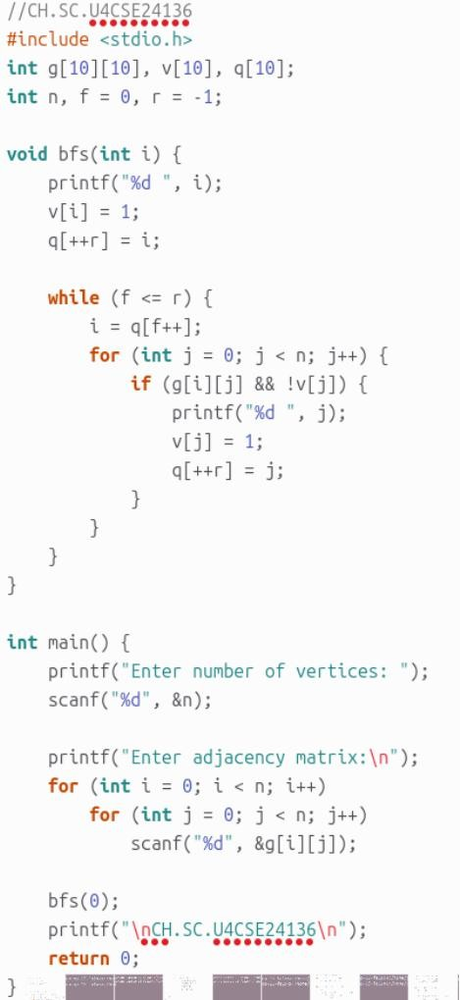 //CH.SC.U4CSE24136
#include <stdio.h>
int g[10][10], v[10], q[10];
int n, f = 0, r = -1;

void bfs(int i) {
    printf("%d ", i);
    v[i] = 1;
    q[++r] = i;

    while (f <= r) {
        i = q[f++];
        for (int j = 0; j < n; j++) {
            if (g[i][j] && !v[j]) {
                printf("%d ", j);
                v[j] = 1;
                q[++r] = j;
            }
        }
    }
}

int main() {
    printf("Enter number of vertices: ");
    scanf("%d", &n);

    printf("Enter adjacency matrix:\n");
    for (int i = 0; i < n; i++)
        for (int j = 0; j < n; j++)
            scanf("%d", &g[i][j]);

    bfs(0);
    printf("\nCH.SC.U4CSE24136\n");
    return 0;
}